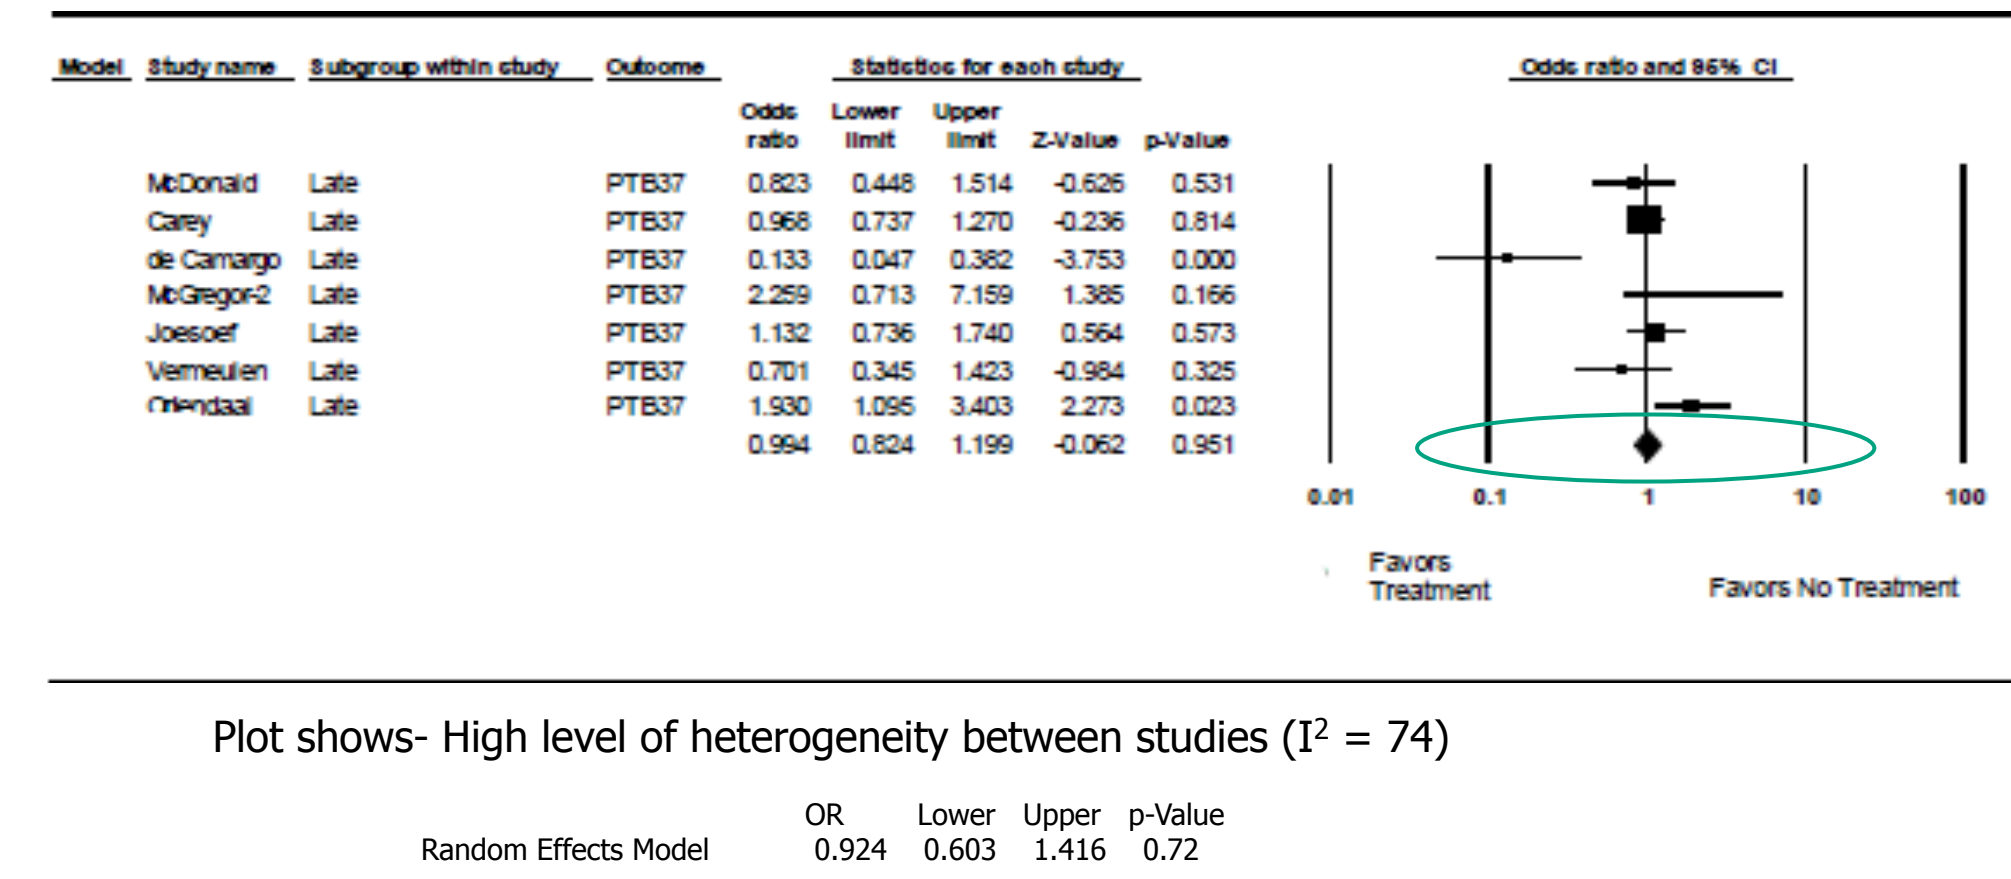 Model Study name Subgroup within study Outcome Statistics for each study Odds ratio and 95% CI
Odds ratio Lower limit Upper limit Z-Value p-Value
McDonald Late PTB37 0.823 0.448 1.514 -0.626 0.531
Carey Late PTB37 0.968 0.737 1.270 -0.236 0.814
de Camargo Late PTB37 0.133 0.047 0.382 -3.753 0.000
McGregor-2 Late PTB37 2.259 0.713 7.159 1.385 0.166
Joesoef Late PTB37 1.132 0.736 1.740 0.564 0.573
Vermeulen Late PTB37 0.701 0.345 1.423 -0.984 0.325
Late PTB37 1.930 1.095 3.403 2.273 0.023
0.994 0.824 1.199 -0.062 0.951
0.01 0.1 1 10 100
Favors Treatment
Favors No Treatment
Plot shows- High level of heterogeneity between studies (I² = 74)
OR Lower Upper p-Value
Random Effects Model 0.924 0.603 1.416 0.72